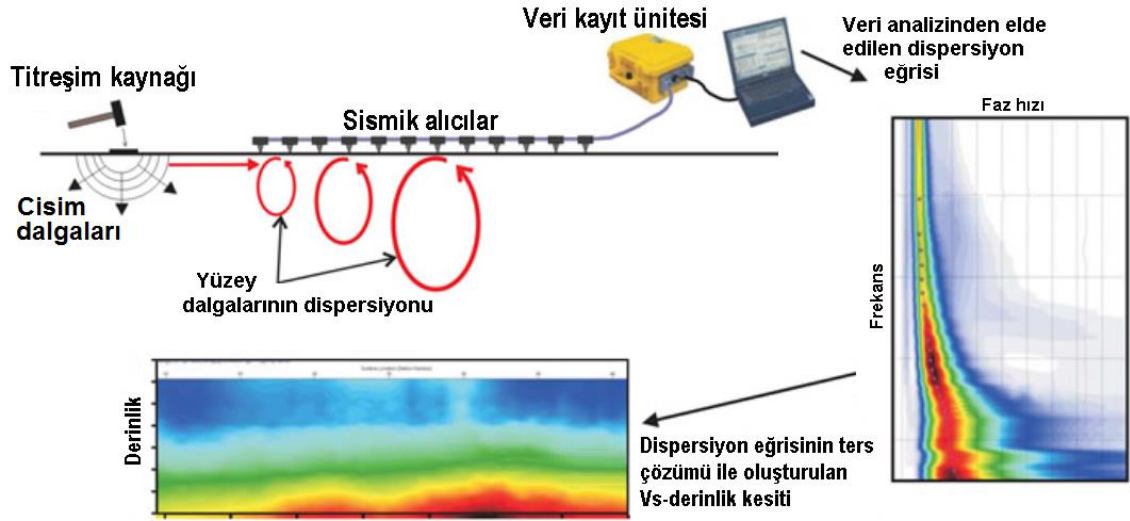 Veri kayıt ünitesi
Veri analizinden elde
edilen dispersiyon
eğrisi
Titreşim kaynağı
Sismik alıcılar
Faz hızı
Cisim
dalgaları
Yüzey
dalgalarının dispersiyonu
Frekans
Derinlik
Dispersiyon eğrisinin ters
çözümü ile oluşturulan
Vs-derinlik kesiti